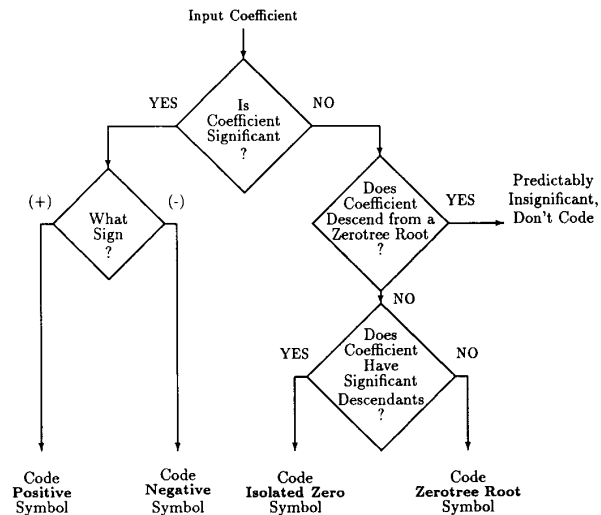 Input Coefficient
YES
Is
Coefficient
Significant
?
NO
(+)
What
Sign
?
(-)
Does
Coefficient
Descend from a
Zerotree Root
?
YES
Predictably
Insignificant,
Don't Code
NO
YES
Does
Coefficient
Have
Significant
Descendants
?
NO
Code
Positive
Symbol
Code
Negative
Symbol
Code
Isolated Zero
Symbol
Code
Zerotree Root
Symbol